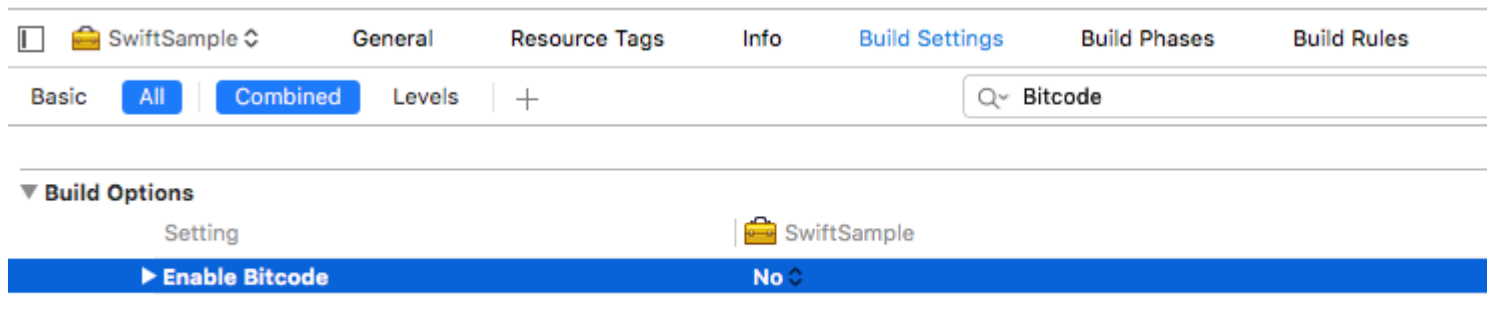 SwiftSample General Resource Tags Info Build Settings Build Phases Build Rules
Basic All Combined Levels Bitcode
Build Options
Setting SwiftSample
Enable Bitcode No